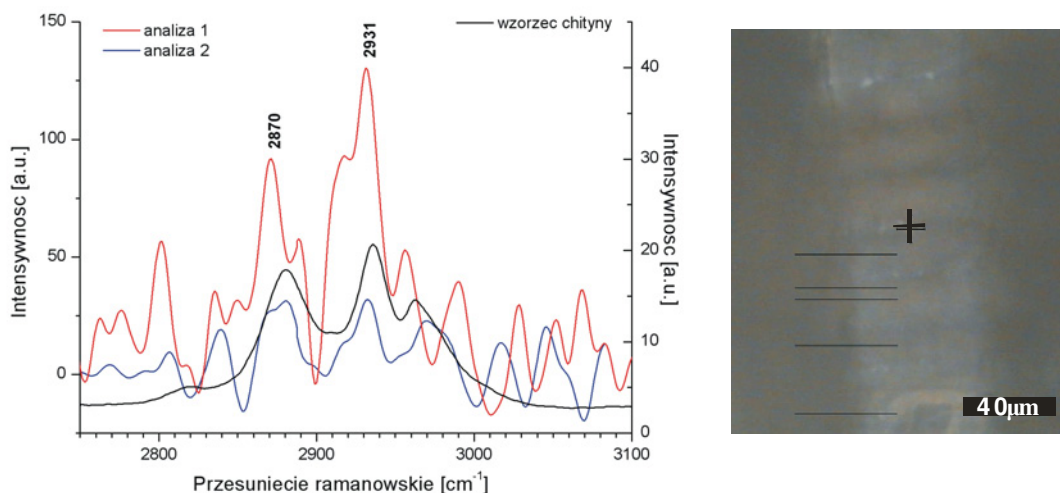 analiza 1
analiza 2
wzorzec chityny
2870
2931
150
100
50
0
40
30
20
10
0
2800
2900
3000
3100
Intensywnosc [a.u.]
Intensywnosc [a.u.]
Przesuniecie ramanowskie [cm⁻¹]
40µm